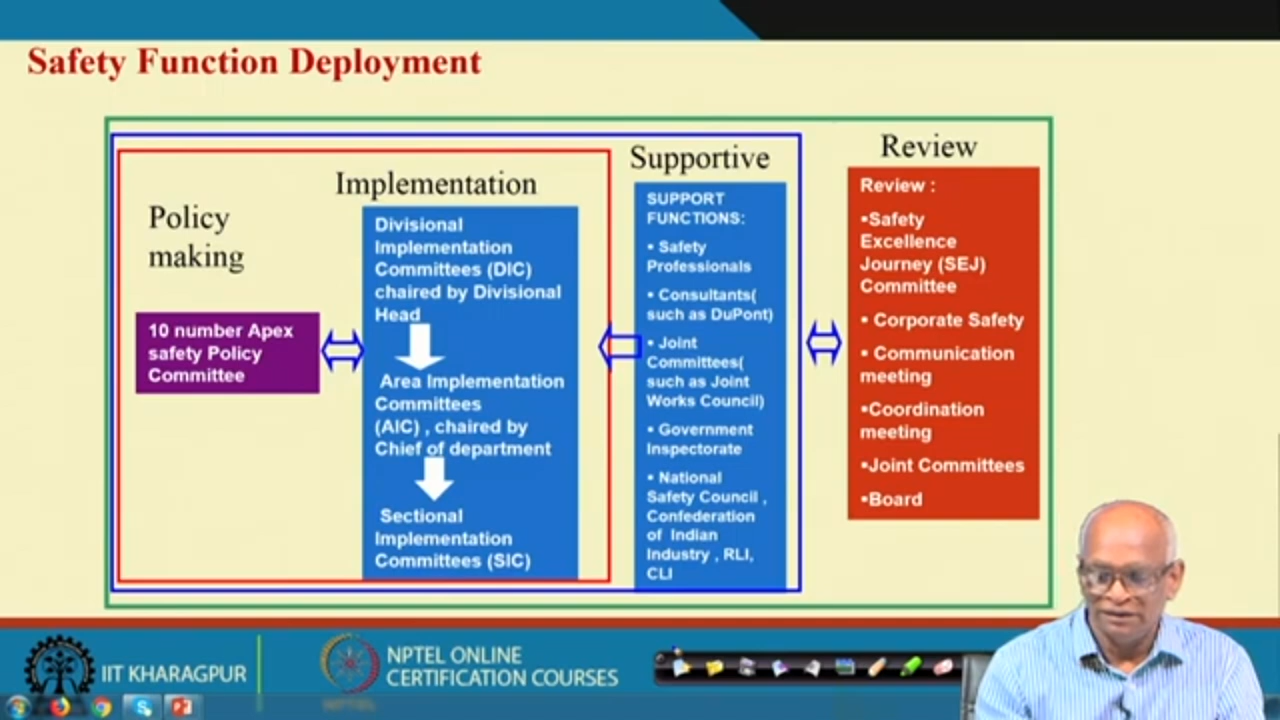 Safety Function Deployment
Policy
making
10 number Apex
safety Policy
Committee
Implementation
Divisional
Implementation
Committees (DIC)
chaired by Divisional
Head
Area Implementation
Committees
(AIC) , chaired by
Chief of department
Sectional
Implementation
Committees (SIC)
Supportive
SUPPORT
FUNCTIONS:
▪ Safety
Professionals
▪ Consultants(
such as DuPont)
▪ Joint
Committees(
such as Joint
Works Council)
▪ Government
Inspectorate
▪ National
Safety Council ,
Confederation
of Indian
Industry , RLI,
CLI
Review
Review :
▪Safety
Excellence
Journey (SEJ)
Committee
▪ Corporate Safety
▪ Communication
meeting
▪Coordination
meeting
▪Joint Committees
▪Board
IIT KHARAGPUR
NPTEL ONLINE
CERTIFICATION COURSES